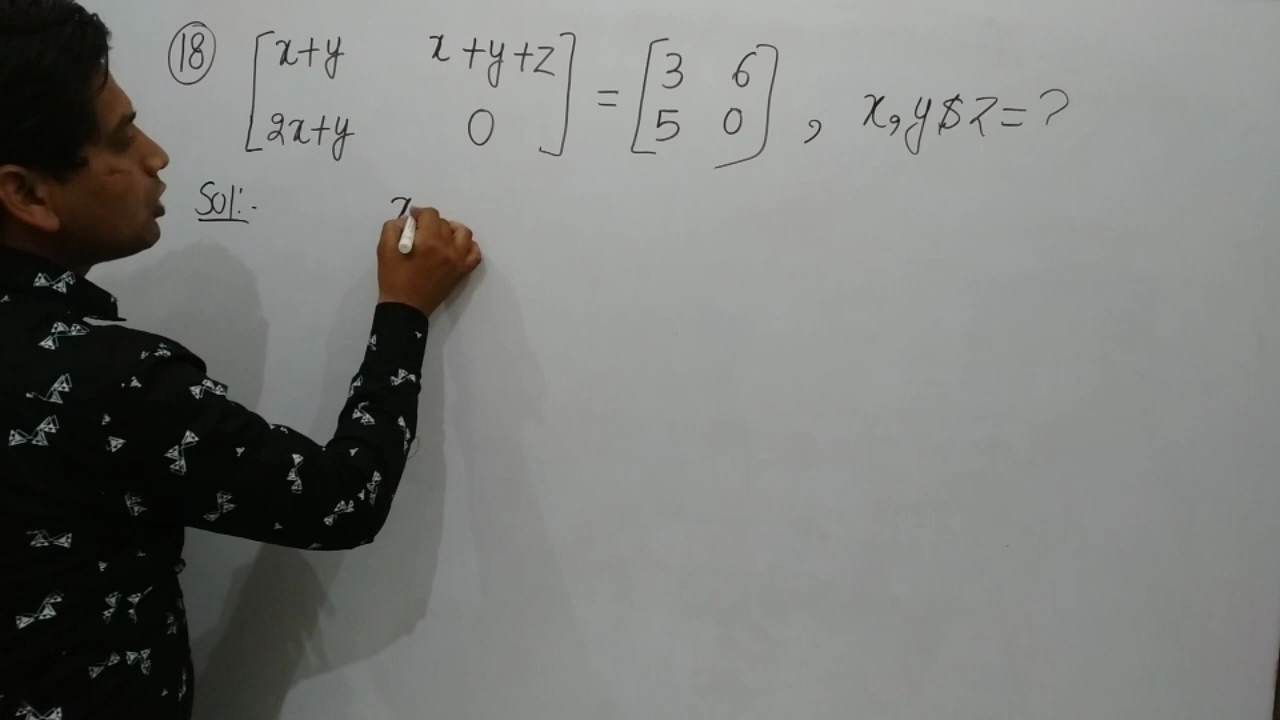 18 [ x+y x+y+z ] = [ 3 6 ] , x, y & z = ?
[ 2x+y 0 ] [ 5 0 ]
Sol:-
x